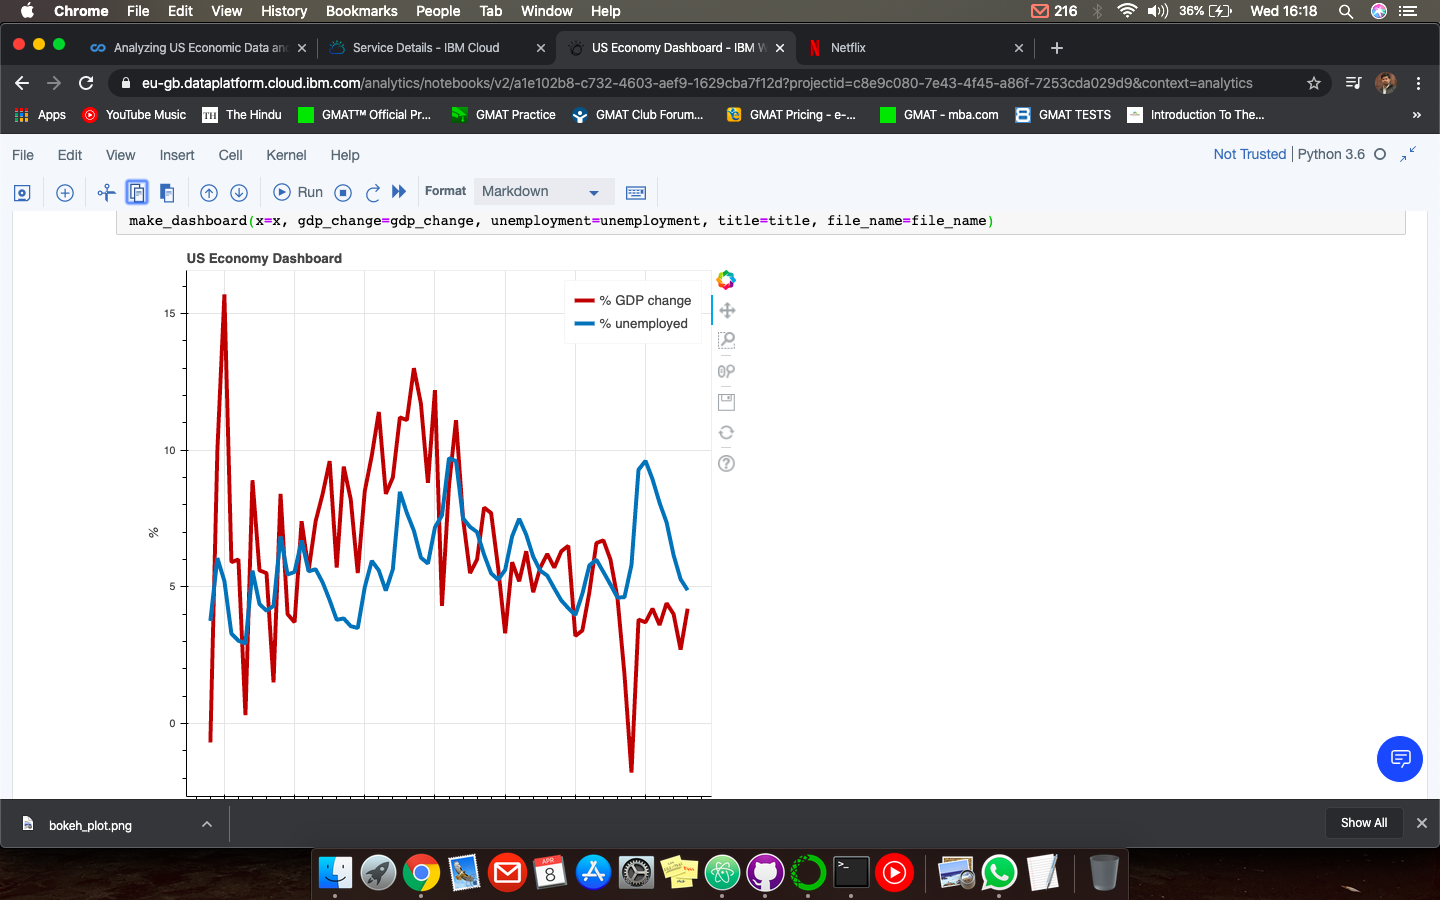 Chrome File Edit View History Bookmarks People Tab Window Help 216 36% Wed 16:18
Analyzing US Economic Data an Service Details - IBM Cloud US Economy Dashboard - IBM W Netflix
eu-gb.dataplatform.cloud.ibm.com/analytics/notebooks/v2/a1e102b8-c732-4603-aef9-1629cba7f12d?projectid=c8e9c080-7e43-4f45-a86f-7253cda029d9&context=analytics
Apps YouTube Music TH The Hindu GMAT™ Official Pr... GMAT Practice GMAT Club Forum... GMAT Pricing - e-... GMAT - mba.com GMAT TESTS Introduction To The... »
File Edit View Insert Cell Kernel Help Not Trusted | Python 3.6
Run Format Markdown
make_dashboard(x=x, gdp_change=gdp_change, unemployment=unemployment, title=title, file_name=file_name)
US Economy Dashboard
% GDP change
% unemployed
15
10
%
5
0
bokeh_plot.png Show All
APR
8